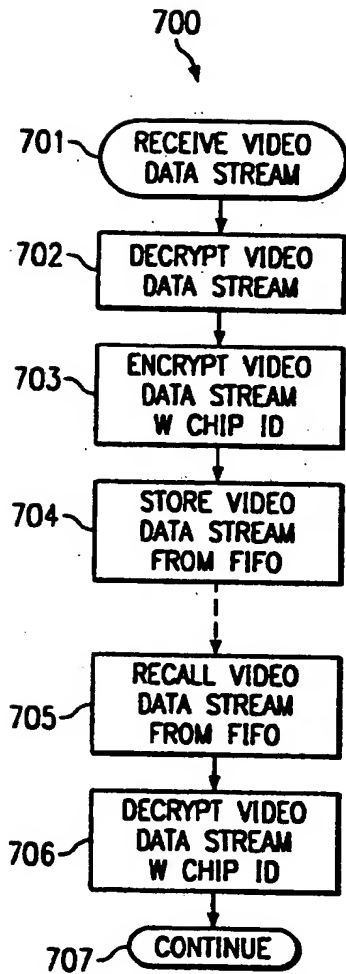 700
701
RECEIVE VIDEO
DATA STREAM
702
DECRYPT VIDEO
DATA STREAM
703
ENCRYPT VIDEO
DATA STREAM
W CHIP ID
704
STORE VIDEO
DATA STREAM
FROM FIFO
705
RECALL VIDEO
DATA STREAM
FROM FIFO
706
DECRYPT VIDEO
DATA STREAM
W CHIP ID
707
CONTINUE